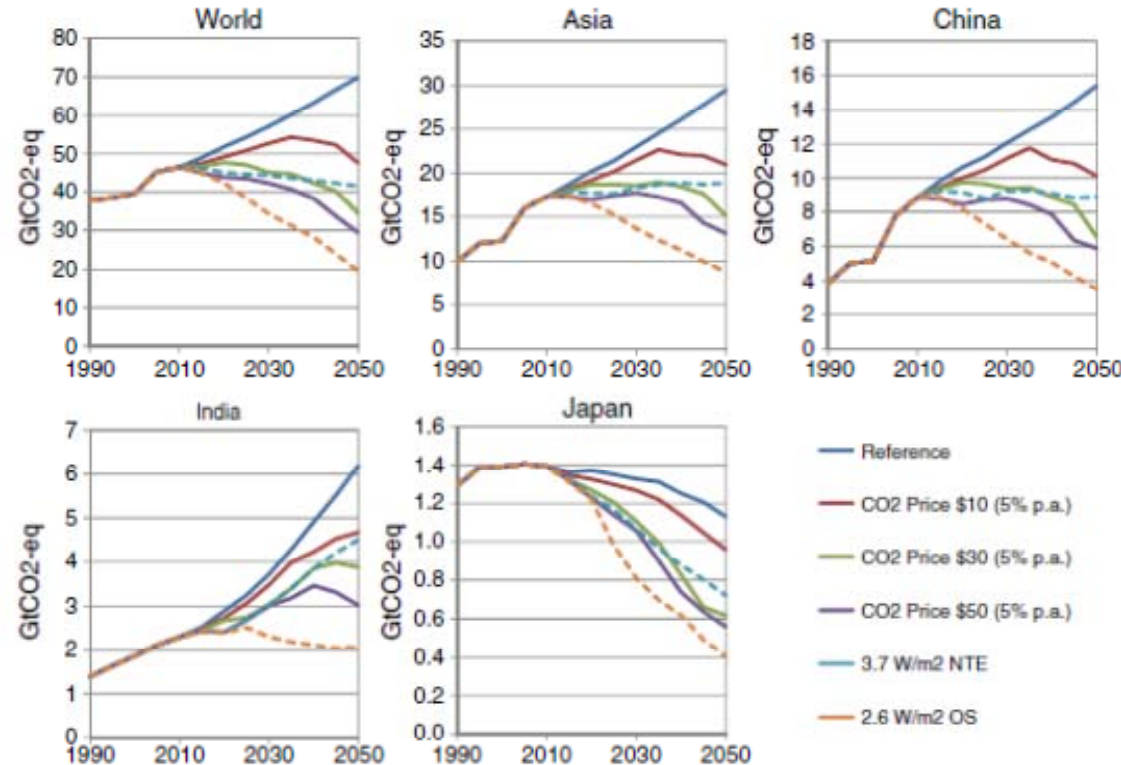 World
GtCO2-eq
80
70
60
50
40
30
20
10
0
1990 2010 2030 2050
Asia
GtCO2-eq
35
30
25
20
15
10
5
0
1990 2010 2030 2050
China
GtCO2-eq
18
16
14
12
10
8
6
4
2
0
1990 2010 2030 2050
India
GtCO2-eq
7
6
5
4
3
2
1
0
1990 2010 2030 2050
Japan
GtCO2-eq
1.6
1.4
1.2
1.0
0.8
0.6
0.4
0.2
0.0
1990 2010 2030 2050
Reference
CO2 Price $10 (5% p.a.)
CO2 Price $30 (5% p.a.)
CO2 Price $50 (5% p.a.)
3.7 W/m2 NTE
2.6 W/m2 OS